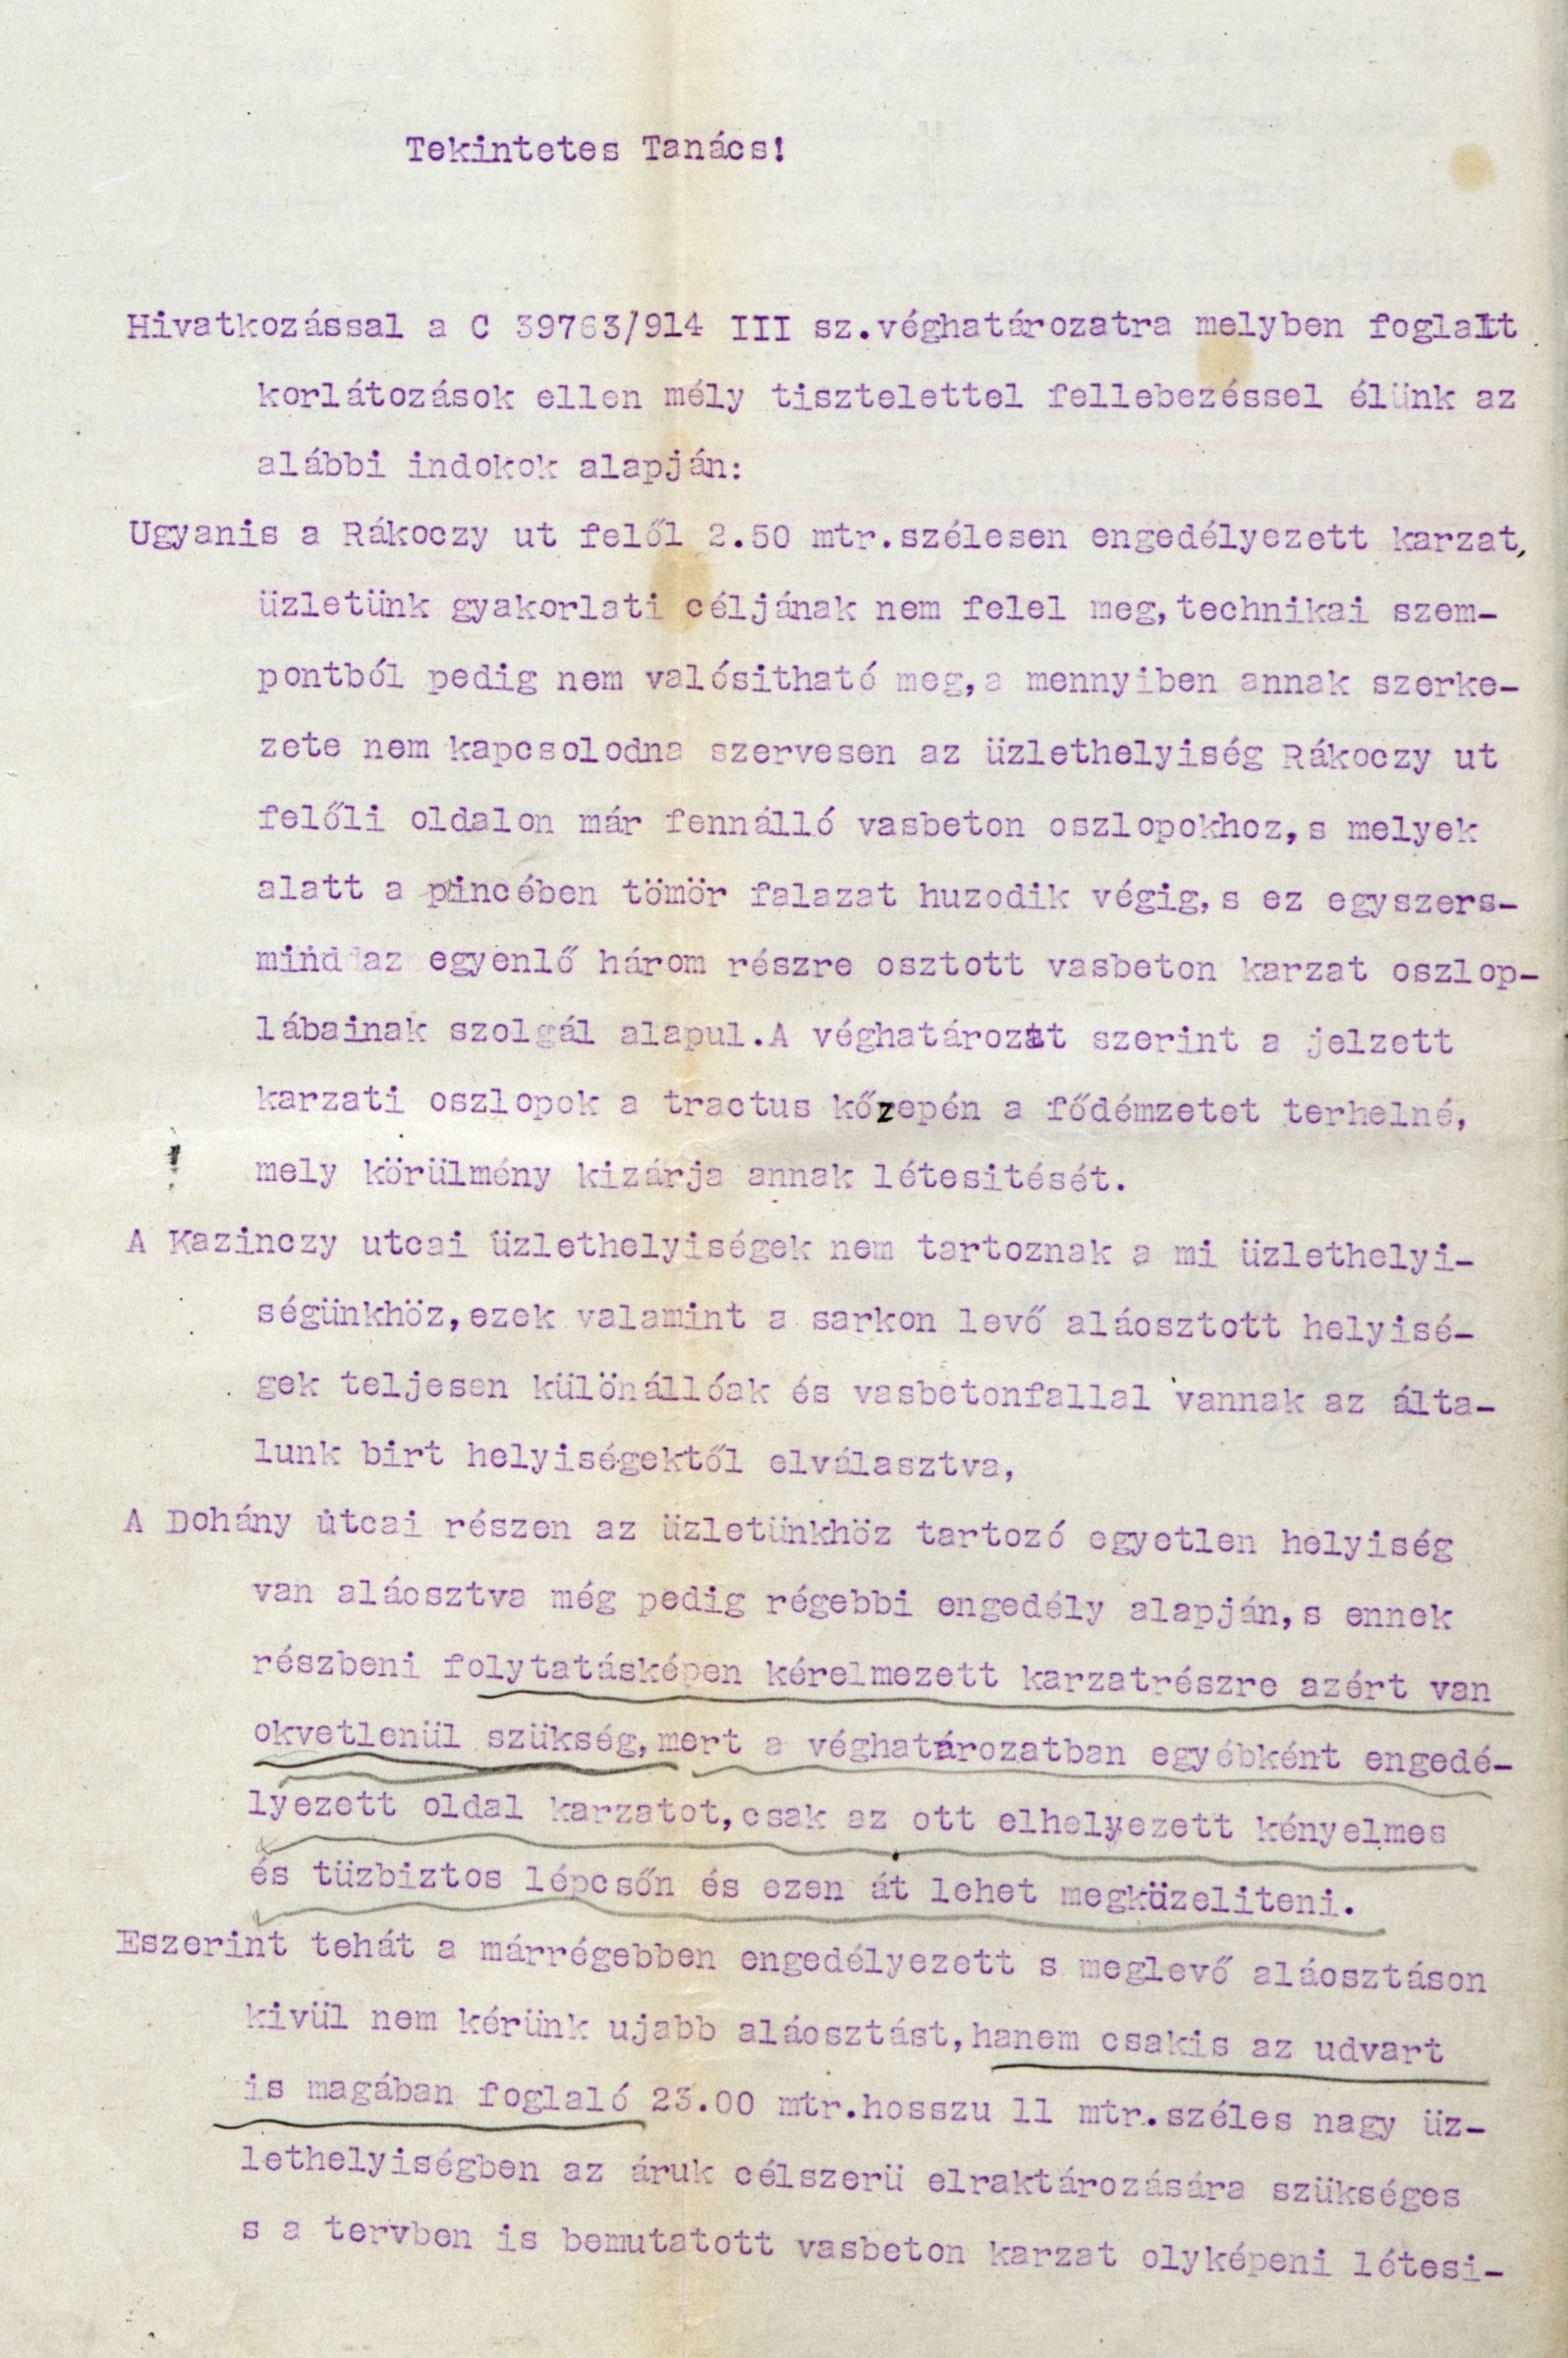 Tekintetes Tanács!
Hivatkozással a C 39763/914 III sz.véghatározatra melyben foglalt
korlátozások ellen mély tisztelettel fellebezéssel élünk az
alábbi indokok alapján:
Ugyanis a Rákoczy ut felől 2.50 mtr.szélesen engedélyezett karzat,
üzletünk gyakorlati céljának nem felel meg,technikai szem-
pontból pedig nem valósitható meg,a mennyiben annak szerke-
zete nem kapcsolodna szervesen az üzlethelyiség Rákoczy ut
felőli oldalon már fennálló vasbeton oszlopokhoz,s melyek
alatt a pincében tömör falazat huzodik végig,s ez egyszers-
mind az egyenlő három részre osztott vasbeton karzat oszlop-
lábainak szolgál alapul.A véghatározat szerint a jelzett
karzati oszlopok a tractus kőzepén a fődémzetet terhelné,
! mely körülmény kizárja annak létesitését.
A Kazinczy utcai üzlethelyiségek nem tartoznak a mi üzlethelyi-
ségünkhöz,ezek valamint a sarkon levő aláosztott helyisé-
gek teljesen különállóak és vasbetonfallal vannak az álta-
lunk birt helyiségektől elválasztva,
A Dohány utcai részen az üzletünkhöz tartozó egyetlen helyiség
van aláosztva még pedig régebbi engedély alapján,s ennek
részbeni folytatásképen kérelmezett karzatrészre azért van
okvetlenül szükség,mert a véghatározatban egyébként engedé-
lyezett oldal karzatot,csak az ott elhelyezett kényelmes
és tüzbiztos lépcsőn és ezen át lehet megküzeliteni.
Eszerint tehát a márrégebben engedélyezett s meglevő aláosztáson
kivül nem kérünk ujabb aláosztást,hanem csakis az udvart
is magában foglaló 23.00 mtr.hosszu 11 mtr.széles nagy üz-
lethelyiségben az áruk célszerü elraktározására szükséges
s a tervben is bemutatott vasbeton karzat olyképeni létesi-